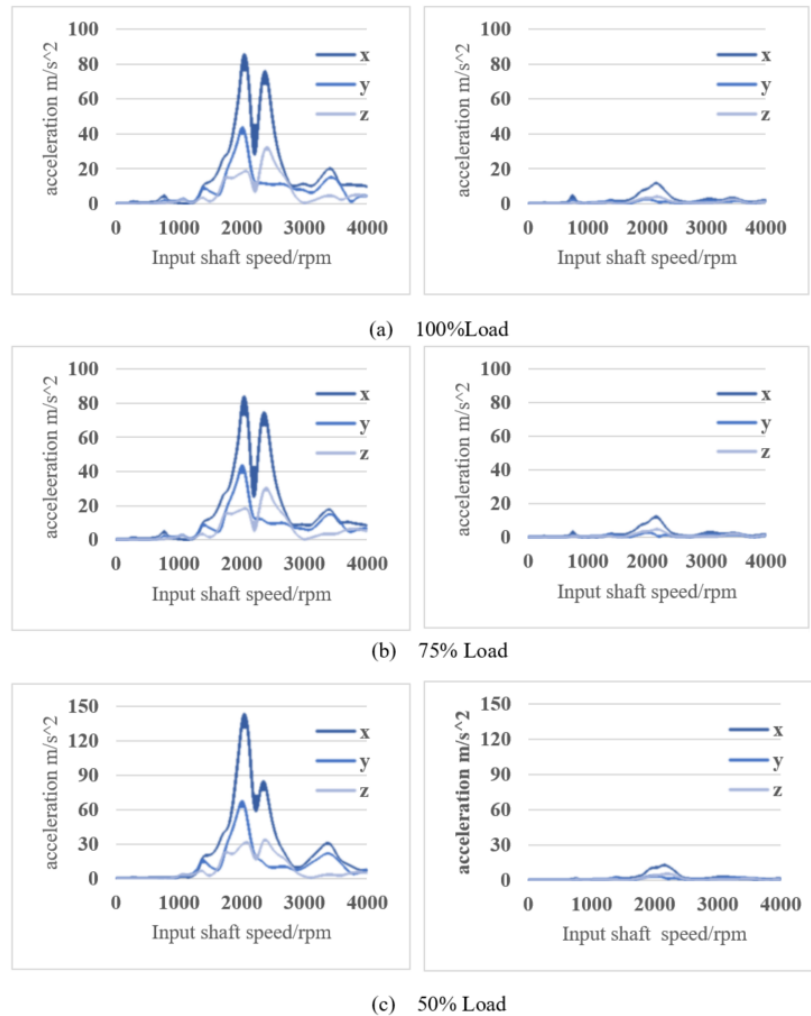 acceleration m/s^2
100
80
60
40
20
0
x
y
z
0 1000 2000 3000 4000
Input shaft speed/rpm
acceleration m/s^2
100
80
60
40
20
0
x
y
z
0 1000 2000 3000 4000
Input shaft speed/rpm
(a) 100%Load
acceleeration m/s^2
100
80
60
40
20
0
x
y
z
0 1000 2000 3000 4000
Input shaft speed/rpm
acceleration m/s^2
100
80
60
40
20
0
x
y
z
0 1000 2000 3000 4000
Input shaft speed/rpm
(b) 75% Load
acceleration m/s^2
150
120
90
60
30
0
x
y
z
0 1000 2000 3000 4000
Input shaft speed/rpm
acceleration m/s^2
150
120
90
60
30
0
x
y
z
0 1000 2000 3000 4000
Input shaft speed/rpm
(c) 50% Load